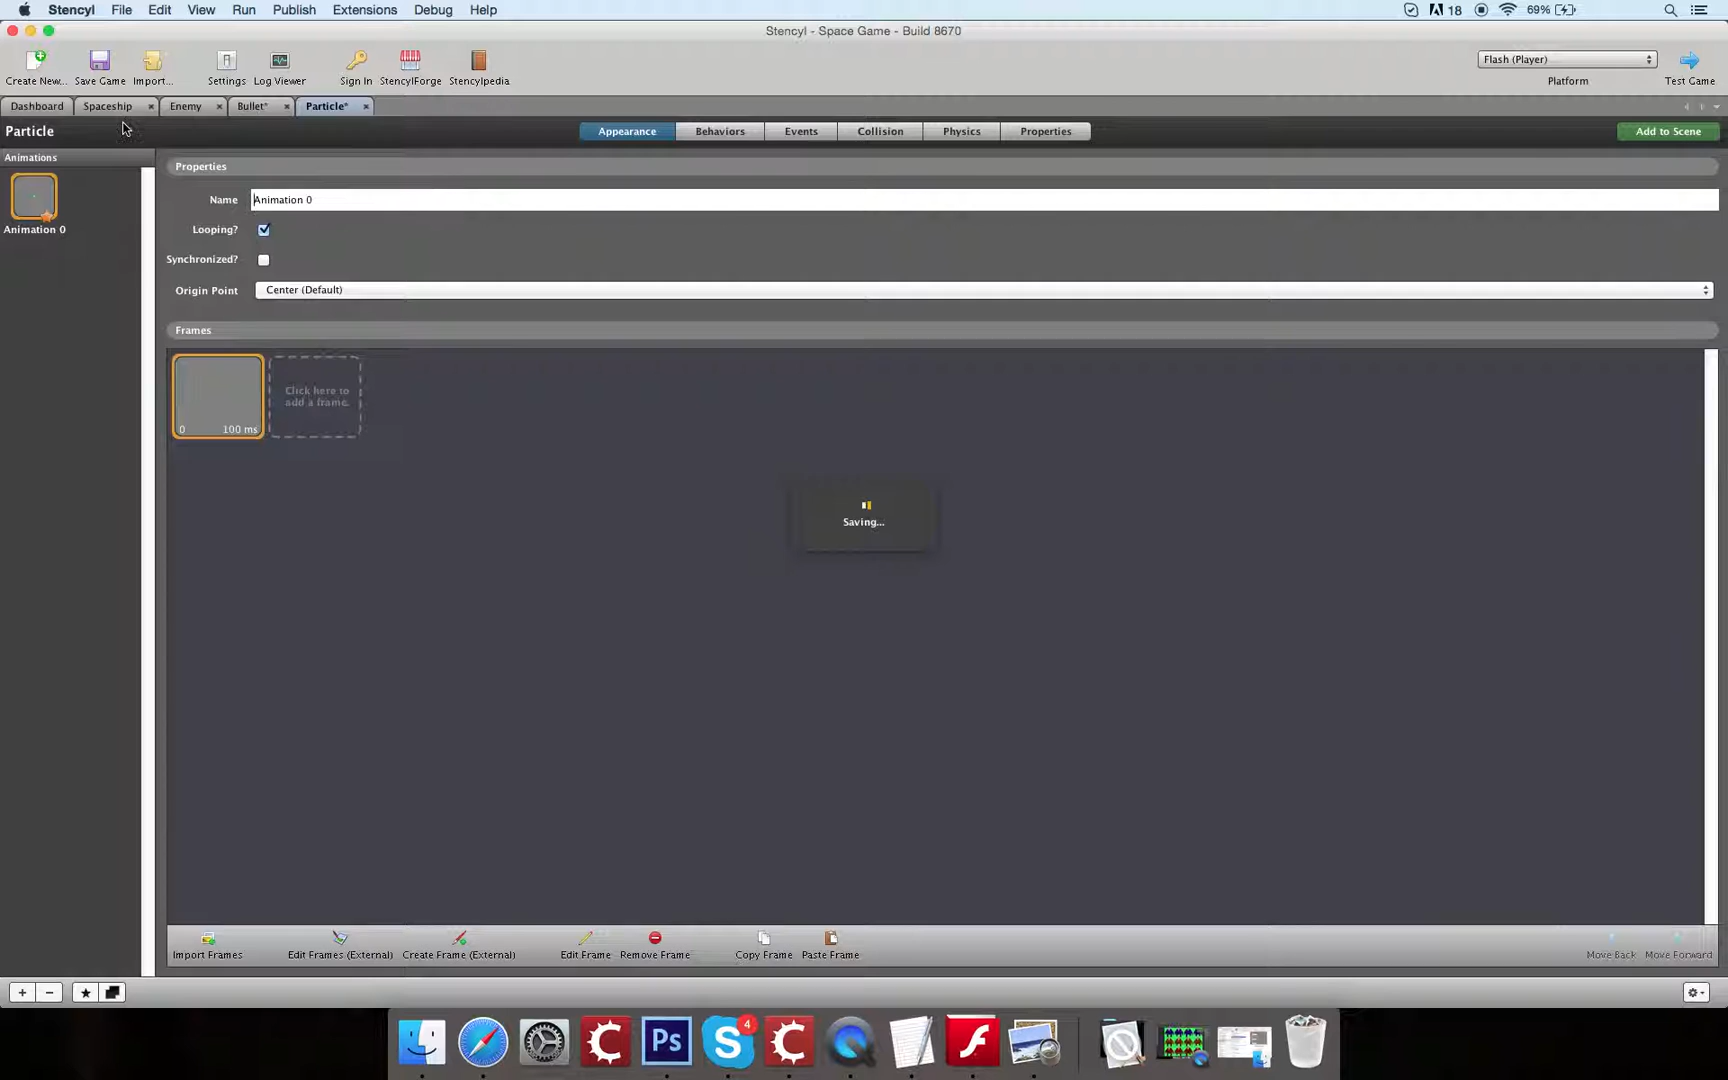 Stencyl File Edit View Run Publish Extensions Debug Help 18 69%
Stencyl - Space Game - Build 8670
Create New... Save Game Import... Settings Log Viewer Sign In StencylForge Stencylpedia Flash (Player) Platform Test Game
Dashboard Spaceship Enemy Bullet* Particle*
Particle Appearance Behaviors Events Collision Physics Properties Add to Scene
Animations
Properties
Name Animation 0
Looping?
Animation 0
Synchronized?
Origin Point Center (Default)
Frames
Click here to
add a frame.
0 100 ms
Saving...
Import Frames Edit Frames (External) Create Frame (External) Edit Frame Remove Frame Copy Frame Paste Frame Move Back Move Forward
Ps S 4